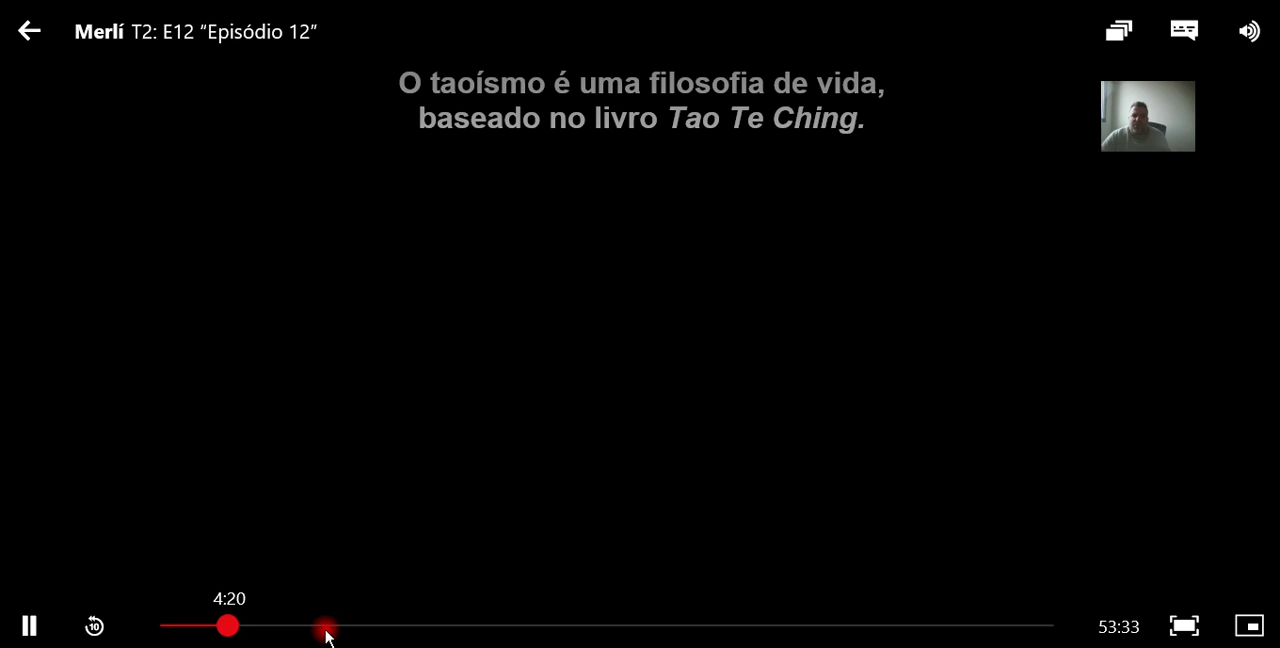 Merlí T2: E12 “Episódio 12”
O taoísmo é uma filosofia de vida,
baseado no livro Tao Te Ching.
4:20
10
53:33